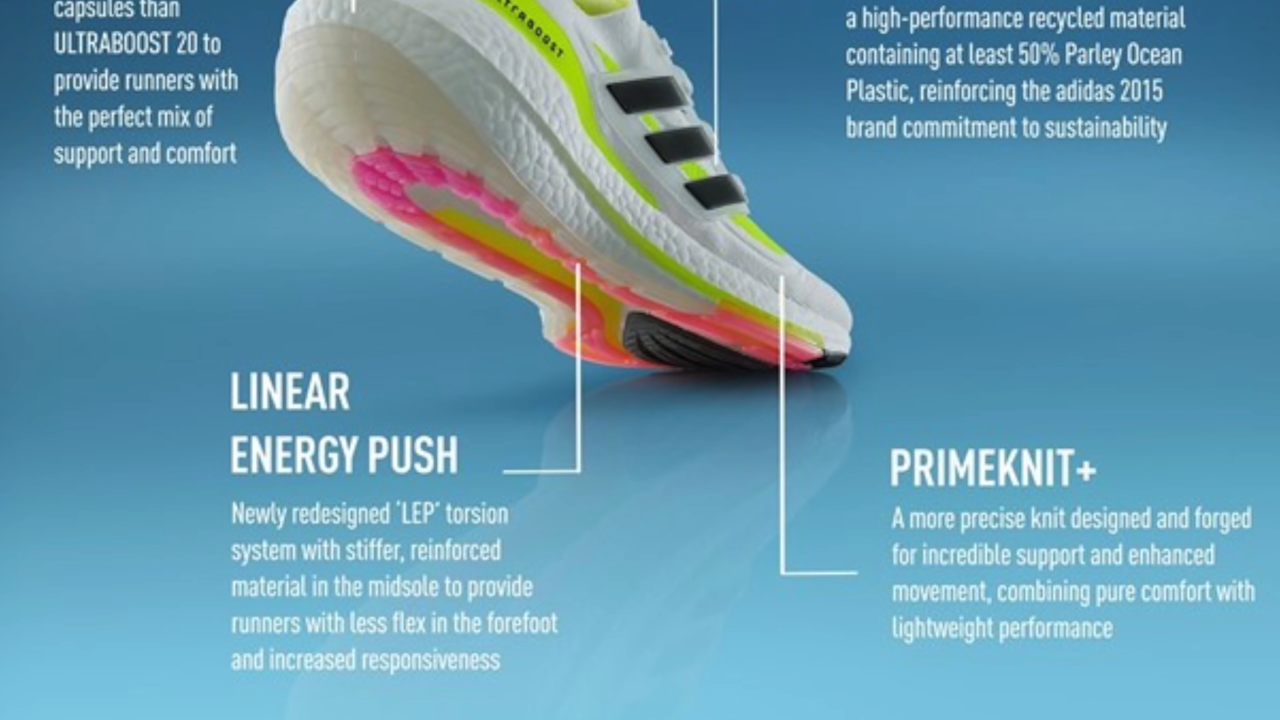 capsules than
ULTRABOOST 20 to
provide runners with
the perfect mix of
support and comfort
ULTRABOOST
a high-performance recycled material
containing at least 50% Parley Ocean
Plastic, reinforcing the adidas 2015
brand commitment to sustainability
LINEAR
ENERGY PUSH
Newly redesigned 'LEP' torsion
system with stiffer, reinforced
material in the midsole to provide
runners with less flex in the forefoot
and increased responsiveness
PRIMEKNIT+
A more precise knit designed and forged
for incredible support and enhanced
movement, combining pure comfort with
lightweight performance